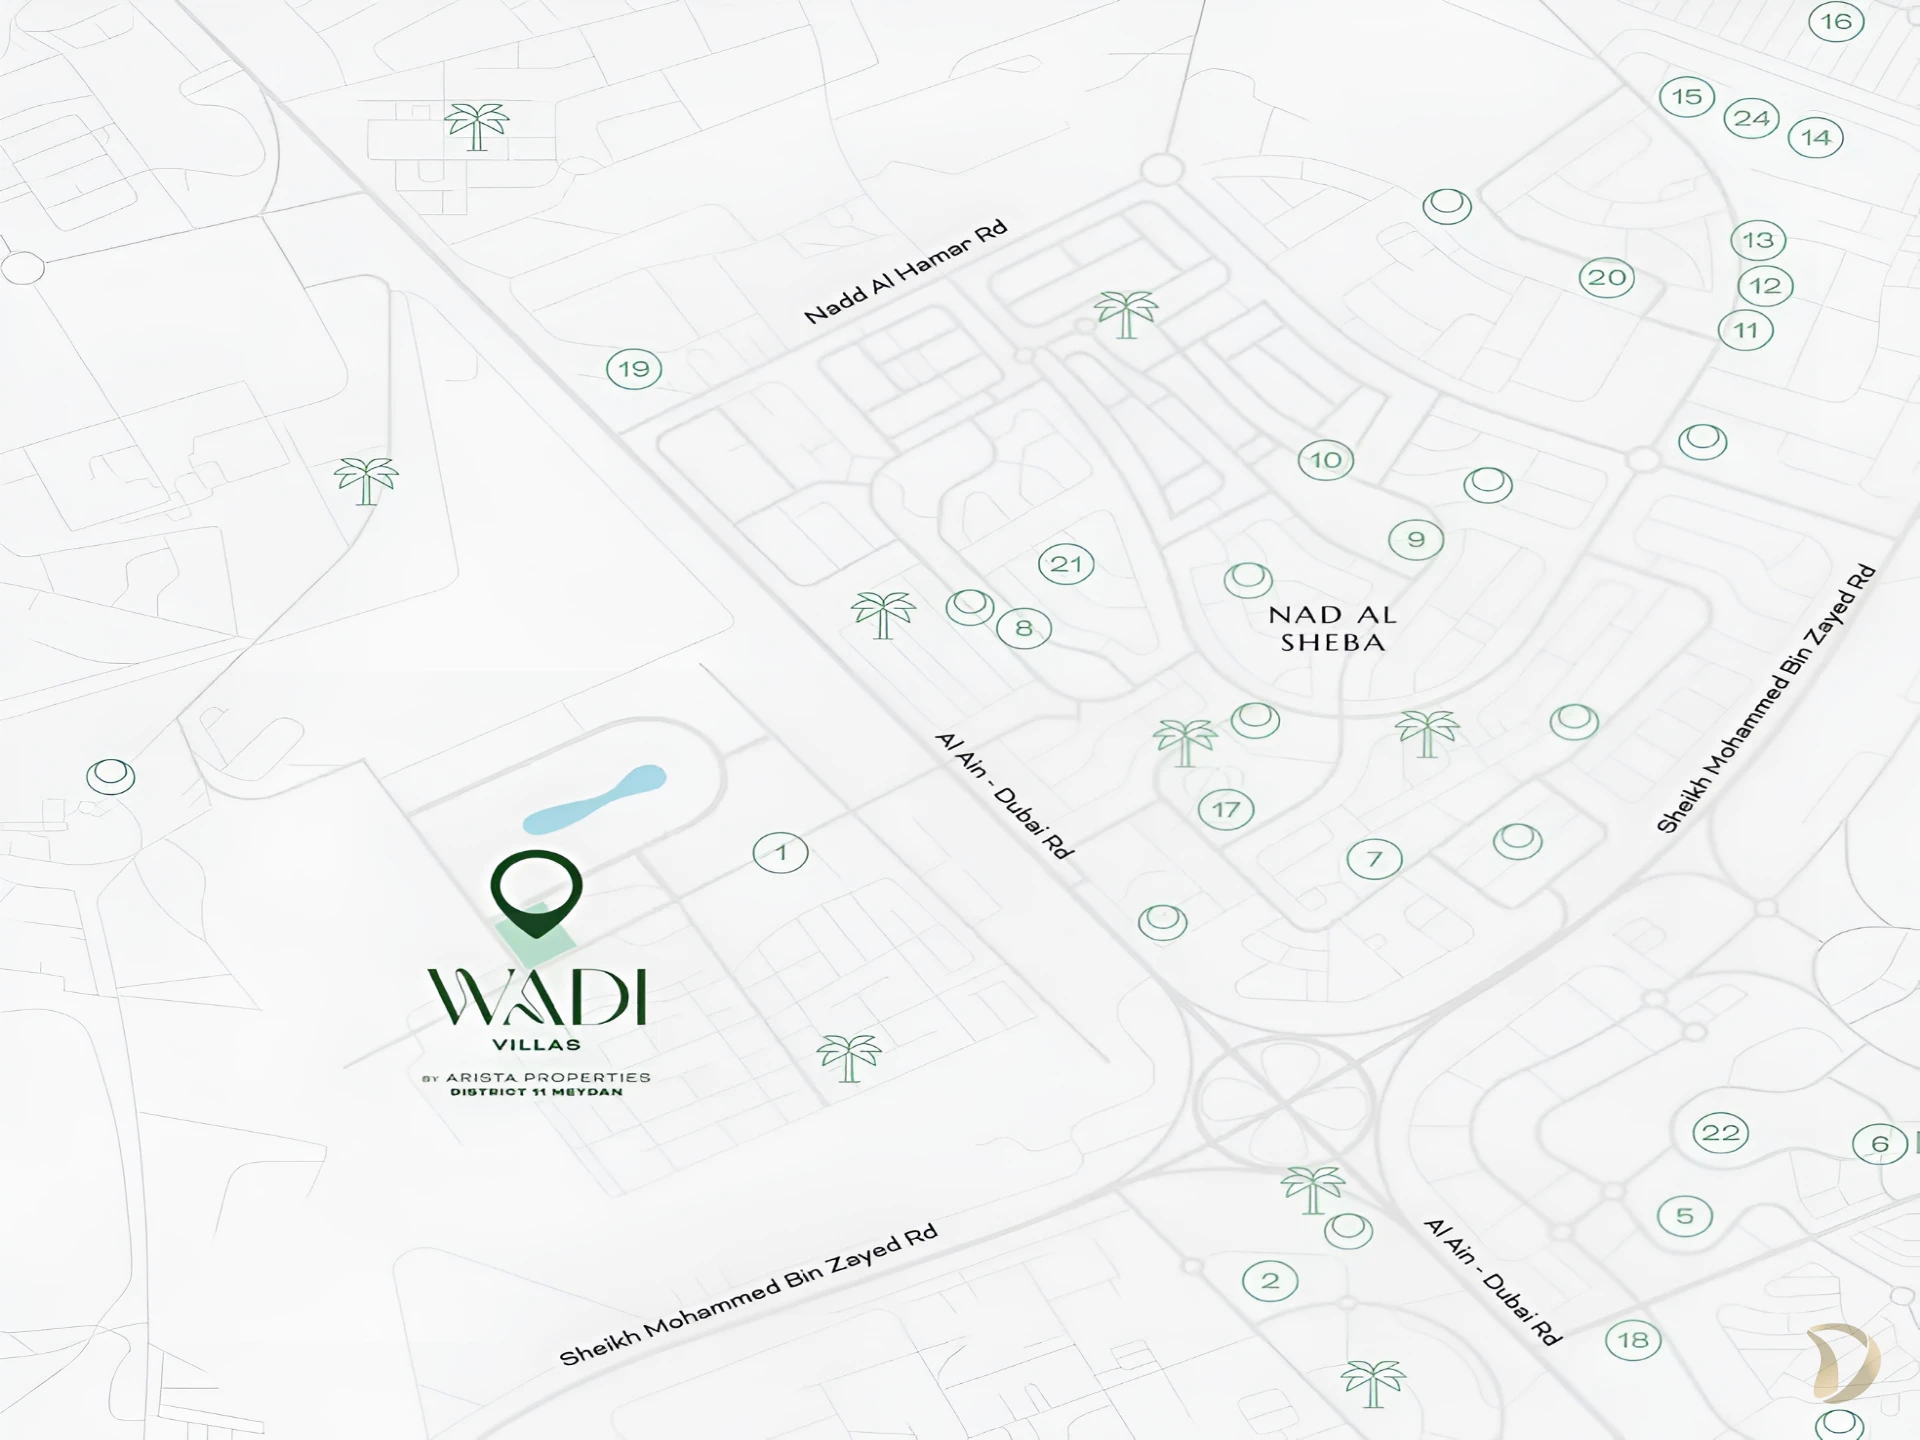 16
15
24
14
13
20
12
11
Nadd Al Hamar Rd
19
10
9
21
8
NAD AL
SHEBA
Sheikh Mohammed Bin Zayed Rd
Al Ain - Dubai Rd
17
7
1
WADI
VILLAS
BY ARISTA PROPERTIES
DISTRICT 11 MEYDAN
22
6
5
Sheikh Mohammed Bin Zayed Rd
Al Ain - Dubai Rd
2
18